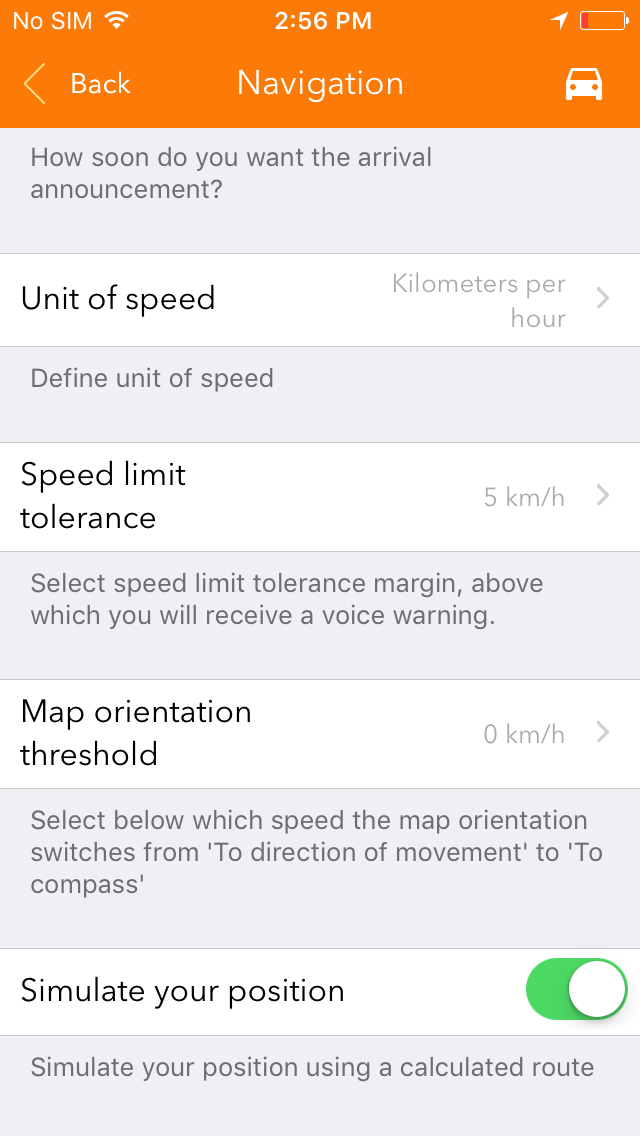 No SIM 2:56 PM
Back Navigation
How soon do you want the arrival
announcement?
Unit of speed Kilometers per
hour
Define unit of speed
Speed limit
tolerance 5 km/h
Select speed limit tolerance margin, above
which you will receive a voice warning.
Map orientation
threshold 0 km/h
Select below which speed the map orientation
switches from 'To direction of movement' to 'To
compass'
Simulate your position
Simulate your position using a calculated route